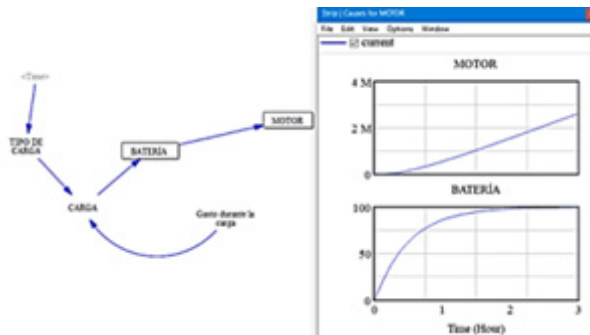 <Time>
TIPO DE
CARGA
CARGA
BATERÍA
MOTOR
Gasto durante la
carga
Strip | Causes for MOTOR
File Edit View Options Window
current
MOTOR
4 M
2 M
0
BATERÍA
100
50
0
0 1 2 3
Time (Hour)